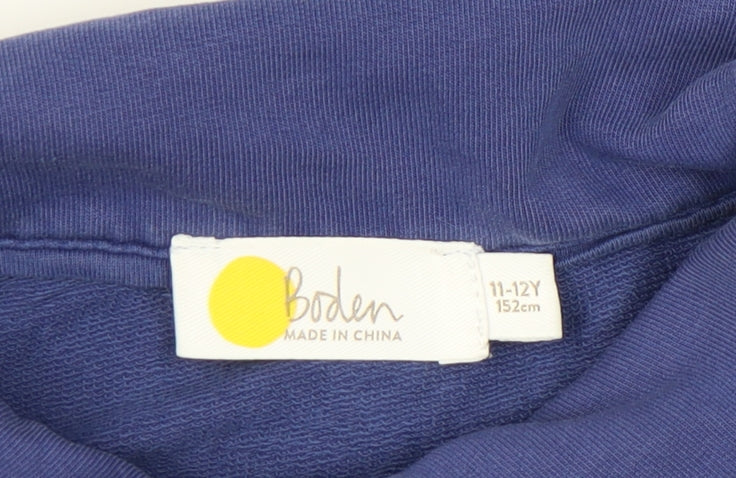 Boden
MADE IN CHINA
11-12Y
152cm